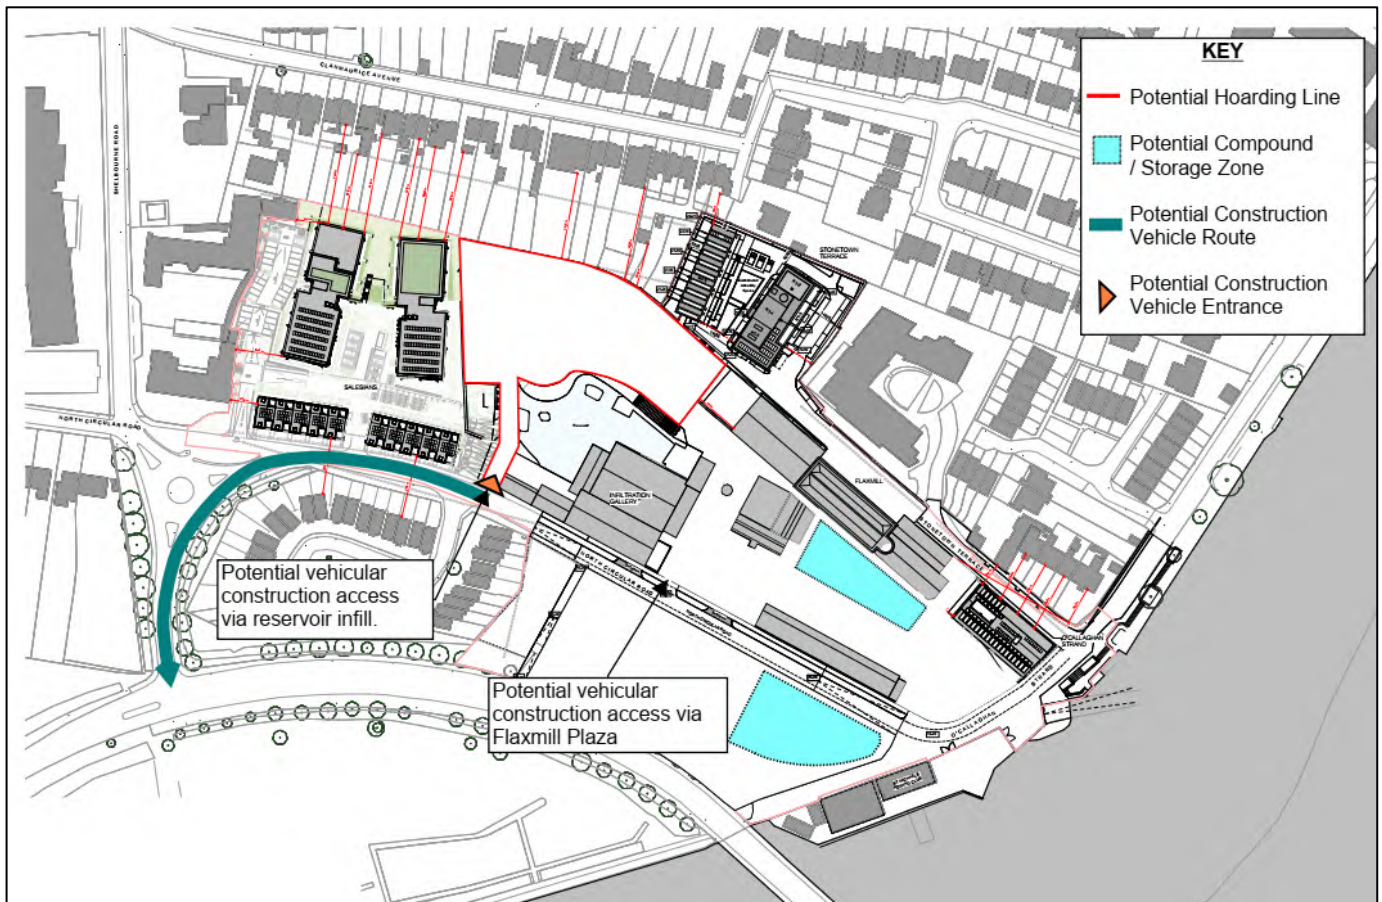 KEY
Potential Hoarding Line
Potential Compound
/ Storage Zone
Potential Construction
Vehicle Route
Potential Construction
Vehicle Entrance
CLANMAURICE AVENUE
SHELBOURNE ROAD
STONETOWN
TERRACE
SALESIANS
NORTH CIRCULAR ROAD
INFILTRATION
GALLERY
FLAXMILL
STONETOWN TERRACE
NORTH CIRCULAR ROAD
O'CALLAGHAN
STRAND
O'CALLAGHAN
STRAND
Potential vehicular
construction access
via reservoir infill.
Potential vehicular
construction access via
Flaxmill Plaza